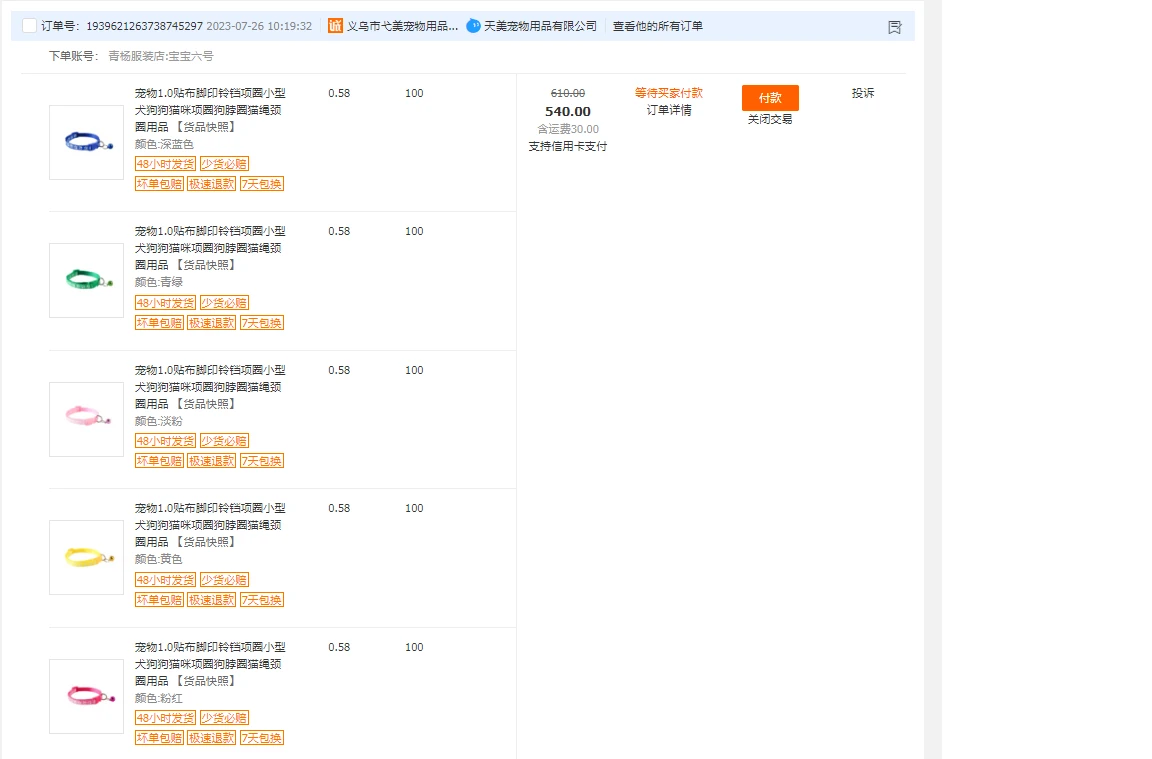 订单号：1939621263738745297 2023-07-26 10:19:32 诚 义乌市弋美宠物用品... 天美宠物用品有限公司 查看他的所有订单
下单账号： 青杨服装店:宝宝六号
宠物1.0贴布脚印铃铛项圈小型 0.58 100 610.00 等待买家付款 付款 投诉
犬狗狗猫咪项圈狗脖圈猫绳颈 540.00 订单详情 关闭交易
圈用品 【货品快照】 含运费30.00
颜色:深蓝色 支持信用卡支付
48小时发货 少货必赔
坏单包赔 极速退款 7天包换
宠物1.0贴布脚印铃铛项圈小型 0.58 100
犬狗狗猫咪项圈狗脖圈猫绳颈
圈用品 【货品快照】
颜色:青绿
48小时发货 少货必赔
坏单包赔 极速退款 7天包换
宠物1.0贴布脚印铃铛项圈小型 0.58 100
犬狗狗猫咪项圈狗脖圈猫绳颈
圈用品 【货品快照】
颜色:淡粉
48小时发货 少货必赔
坏单包赔 极速退款 7天包换
宠物1.0贴布脚印铃铛项圈小型 0.58 100
犬狗狗猫咪项圈狗脖圈猫绳颈
圈用品 【货品快照】
颜色:黄色
48小时发货 少货必赔
坏单包赔 极速退款 7天包换
宠物1.0贴布脚印铃铛项圈小型 0.58 100
犬狗狗猫咪项圈狗脖圈猫绳颈
圈用品 【货品快照】
颜色:粉红
48小时发货 少货必赔
坏单包赔 极速退款 7天包换